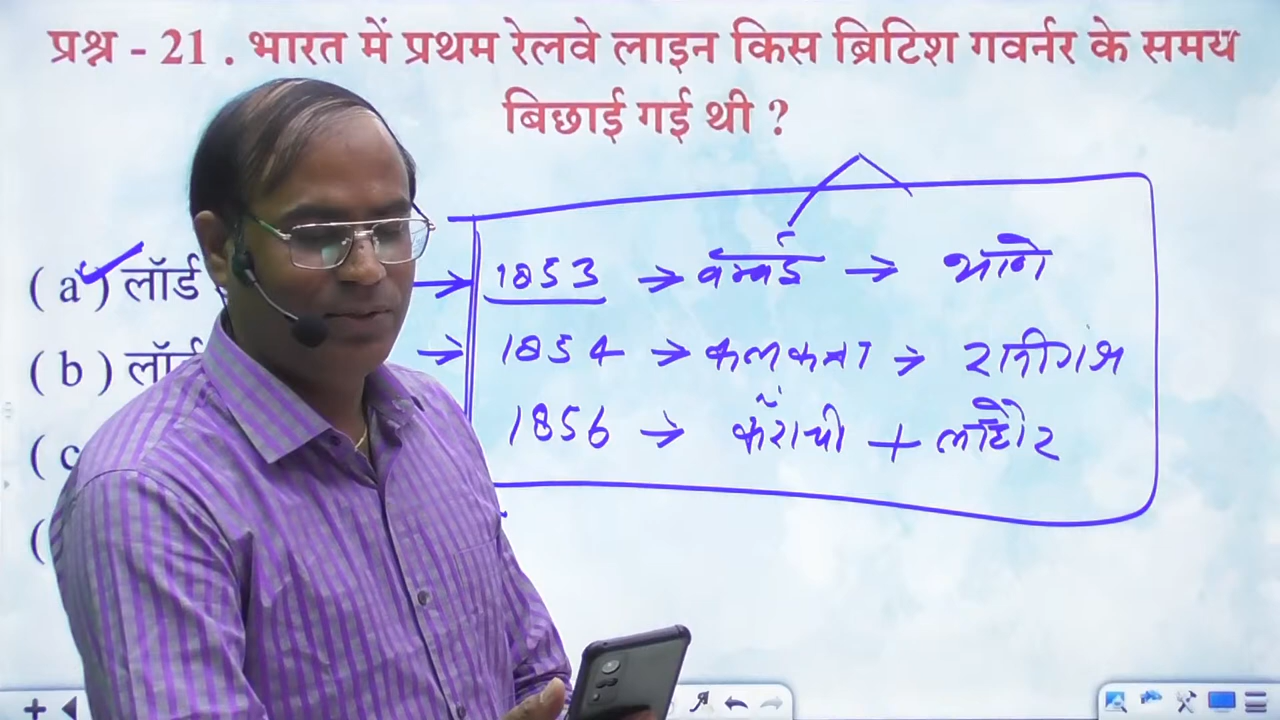 प्रश्न - 21 . भारत में प्रथम रेलवे लाइन किस ब्रिटिश गवर्नर के समय
बिछाई गई थी ?
( a ) लॉर्ड → 1853 → बम्बई → थाणे
( b ) लॉर्ड → 1854 → कलकत्ता → रानीगंज
( c 1856 → कराची + लाहौर
(